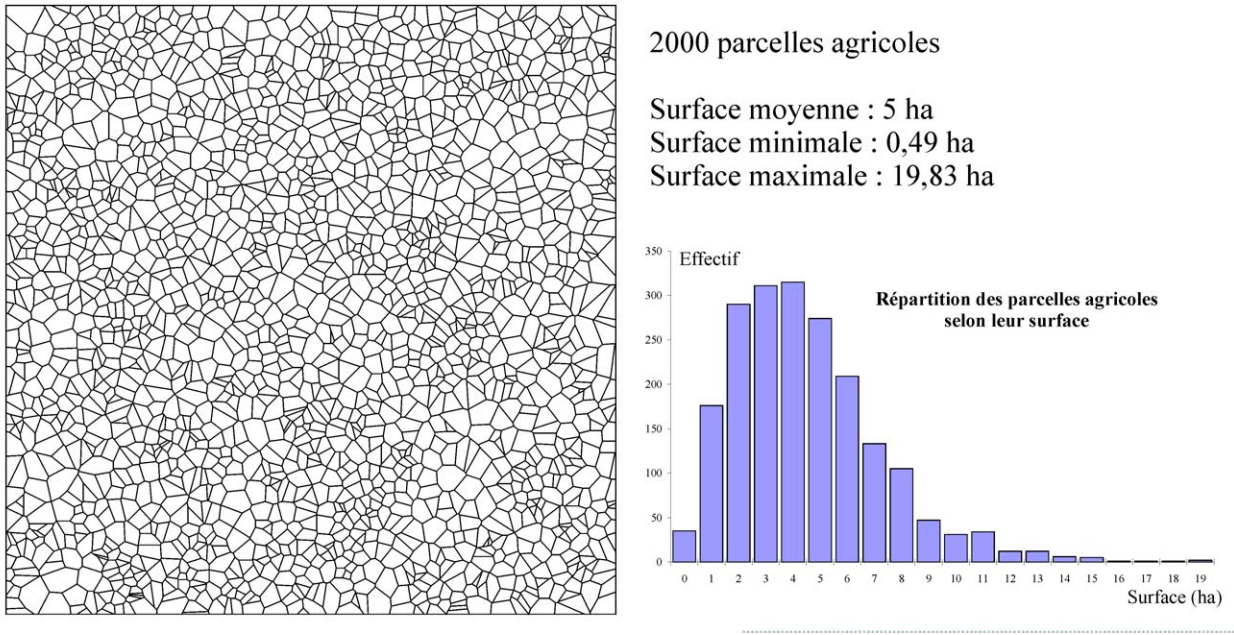 2000 parcelles agricoles
Surface moyenne : 5 ha
Surface minimale : 0,49 ha
Surface maximale : 19,83 ha
Effectif
Répartition des parcelles agricoles
selon leur surface
350
300
250
200
150
100
50
0
0 1 2 3 4 5 6 7 8 9 10 11 12 13 14 15 16 17 18 19
Surface (ha)